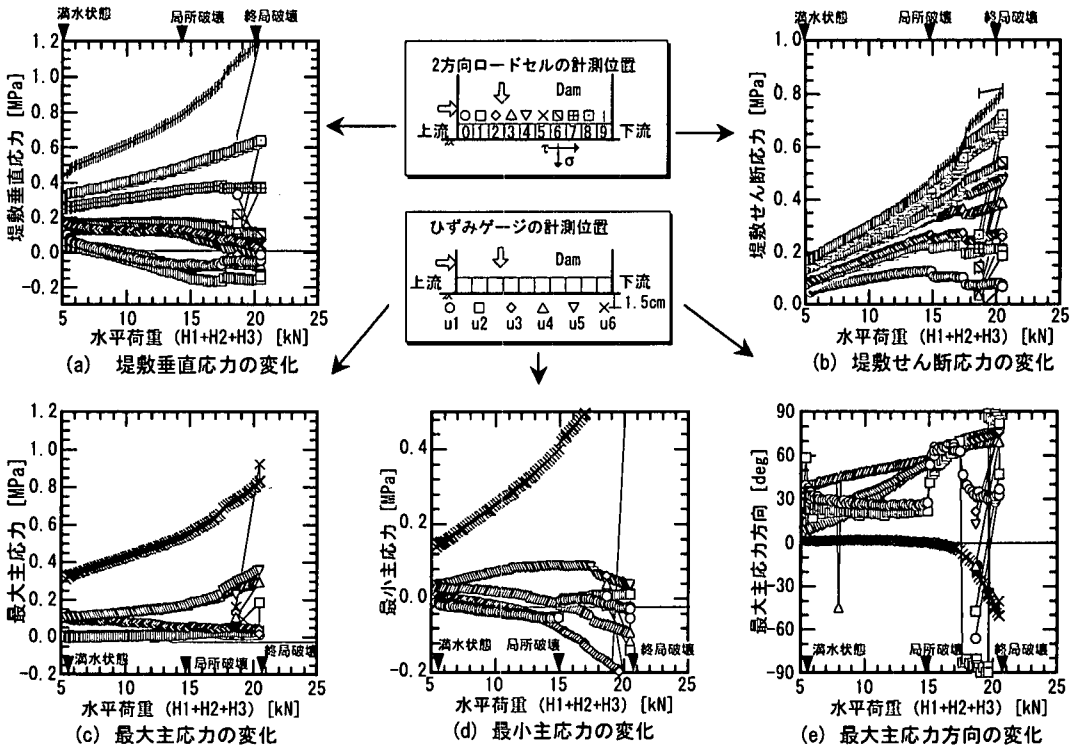 満水状態 局所破壊 終局破壊
1.2
1.0
0.8
0.6
0.4
0.2
0.0
-0.2
堤敷垂直応力 [MPa]
5 10 15 20 25
水平荷重 (H1+H2+H3) [kN]
(a) 堤敷垂直応力の変化
2方向ロードセルの計測位置
Dam
上流 0 1 2 3 4 5 6 7 8 9 下流
τ
σ
ひずみゲージの計測位置
Dam
上流 下流
1.5cm
u1 u2 u3 u4 u5 u6
満水状態 局所破壊 終局破壊
1.0
0.8
0.6
0.4
0.2
0.0
堤敷せん断応力 [MPa]
5 10 15 20 25
水平荷重 (H1+H2+H3) [kN]
(b) 堤敷せん断応力の変化
1.2
1.0
0.8
0.6
0.4
0.2
0.0
-0.2
最大主応力 [MPa]
満水状態 局所破壊 終局破壊
5 10 15 20 25
水平荷重 (H1+H2+H3) [kN]
(c) 最大主応力の変化
0.4
0.2
0.0
-0.2
最小主応力 [MPa]
満水状態 局所破壊 終局破壊
5 10 15 20 25
水平荷重 (H1+H2+H3) [kN]
(d) 最小主応力の変化
90
60
30
0
-30
-60
-90
最大主応力方向 [deg]
満水状態 局所破壊 終局破壊
5 10 15 20 25
水平荷重 (H1+H2+H3) [kN]
(e) 最大主応力方向の変化